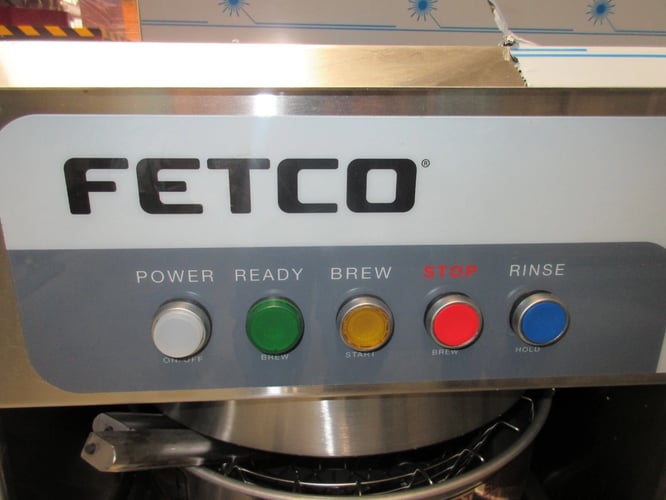 FETCO®
POWER READY BREW STOP RINSE
ON/OFF BREW START BREW HOLD